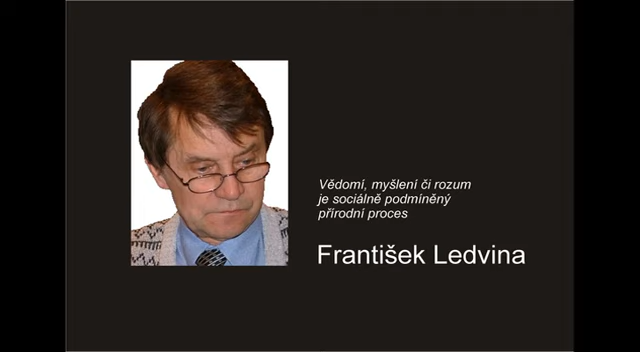 Vědomí, myšlení či rozum
je sociálně podmíněný
přírodní proces
František Ledvina